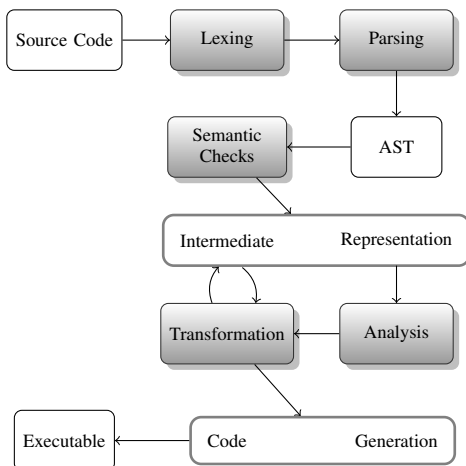 Source Code
Lexing
Parsing
Semantic
Checks
AST
Intermediate Representation
Transformation
Analysis
Executable
Code Generation